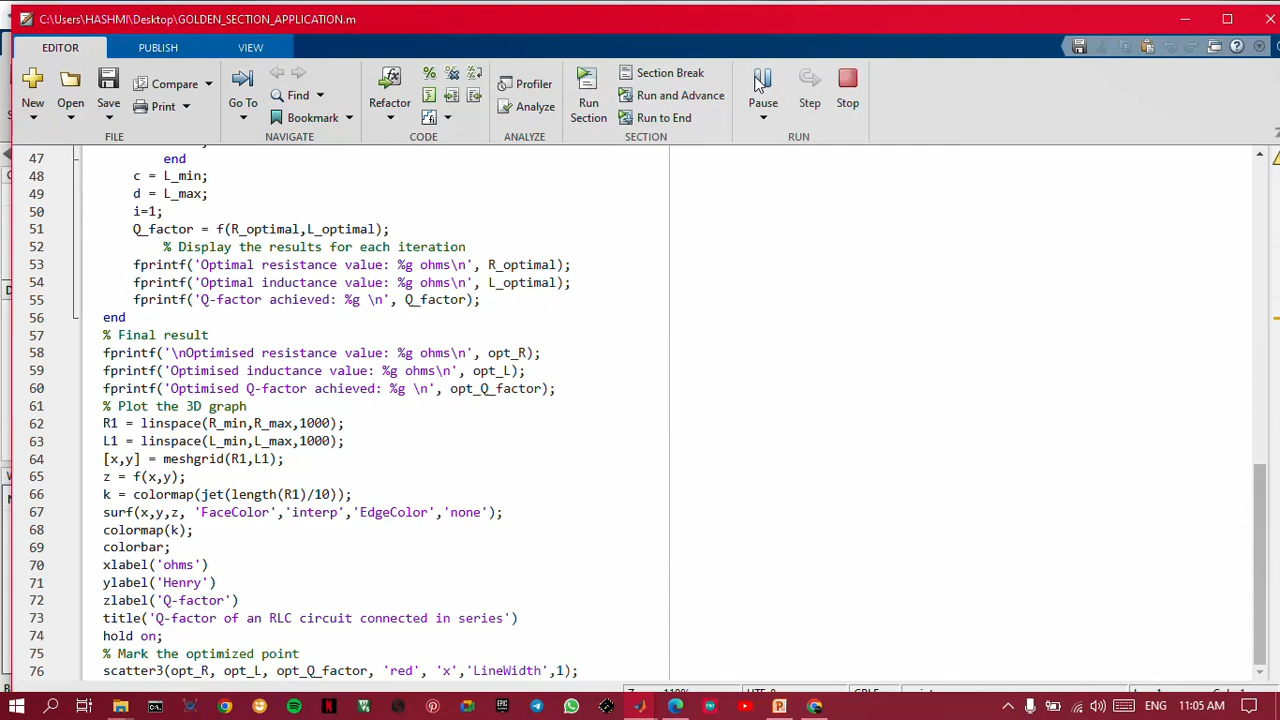 C:\Users\HASHMI\Desktop\GOLDEN_SECTION_APPLICATION.m
EDITOR PUBLISH VIEW
New Open Save Compare Print
Go To Find Bookmark
Refactor
Profiler Analyze
Run Section
Section Break
Run and Advance
Run to End
Pause Step Stop
FILE NAVIGATE CODE ANALYZE SECTION RUN
47 end
48 c = L_min;
49 d = L_max;
50 i=1;
51 Q_factor = f(R_optimal,L_optimal);
52 % Display the results for each iteration
53 fprintf('Optimal resistance value: %g ohms\n', R_optimal);
54 fprintf('Optimal inductance value: %g ohms\n', L_optimal);
55 fprintf('Q-factor achieved: %g \n', Q_factor);
56 end
57 % Final result
58 fprintf('\nOptimised resistance value: %g ohms\n', opt_R);
59 fprintf('Optimised inductance value: %g ohms\n', opt_L);
60 fprintf('Optimised Q-factor achieved: %g \n', opt_Q_factor);
61 % Plot the 3D graph
62 R1 = linspace(R_min,R_max,1000);
63 L1 = linspace(L_min,L_max,1000);
64 [x,y] = meshgrid(R1,L1);
65 z = f(x,y);
66 k = colormap(jet(length(R1)/10));
67 surf(x,y,z, 'FaceColor','interp','EdgeColor','none');
68 colormap(k);
69 colorbar;
70 xlabel('ohms')
71 ylabel('Henry')
72 zlabel('Q-factor')
73 title('Q-factor of an RLC circuit connected in series')
74 hold on;
75 % Mark the optimized point
76 scatter3(opt_R, opt_L, opt_Q_factor, 'red', 'x','LineWidth',1);
ENG 11:05 AM